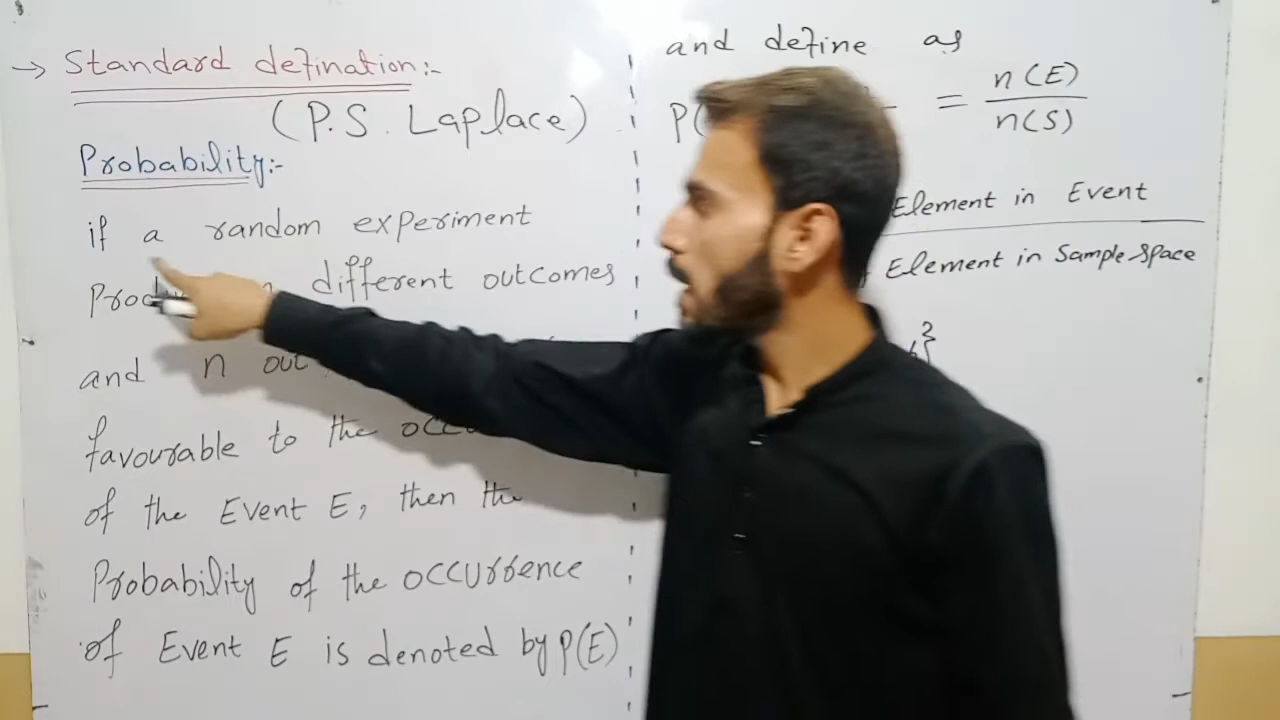 → Standard defination:-
(P.S. Laplace)
Probability:-
if a random experiment
different outcomes
and n out
favourable to the
of the Event E, then the
Probability of the occurrence
of Event E is denoted by P(E)
and define as
P( = n(E)
n(S)
Element in Event
Element in Sample space